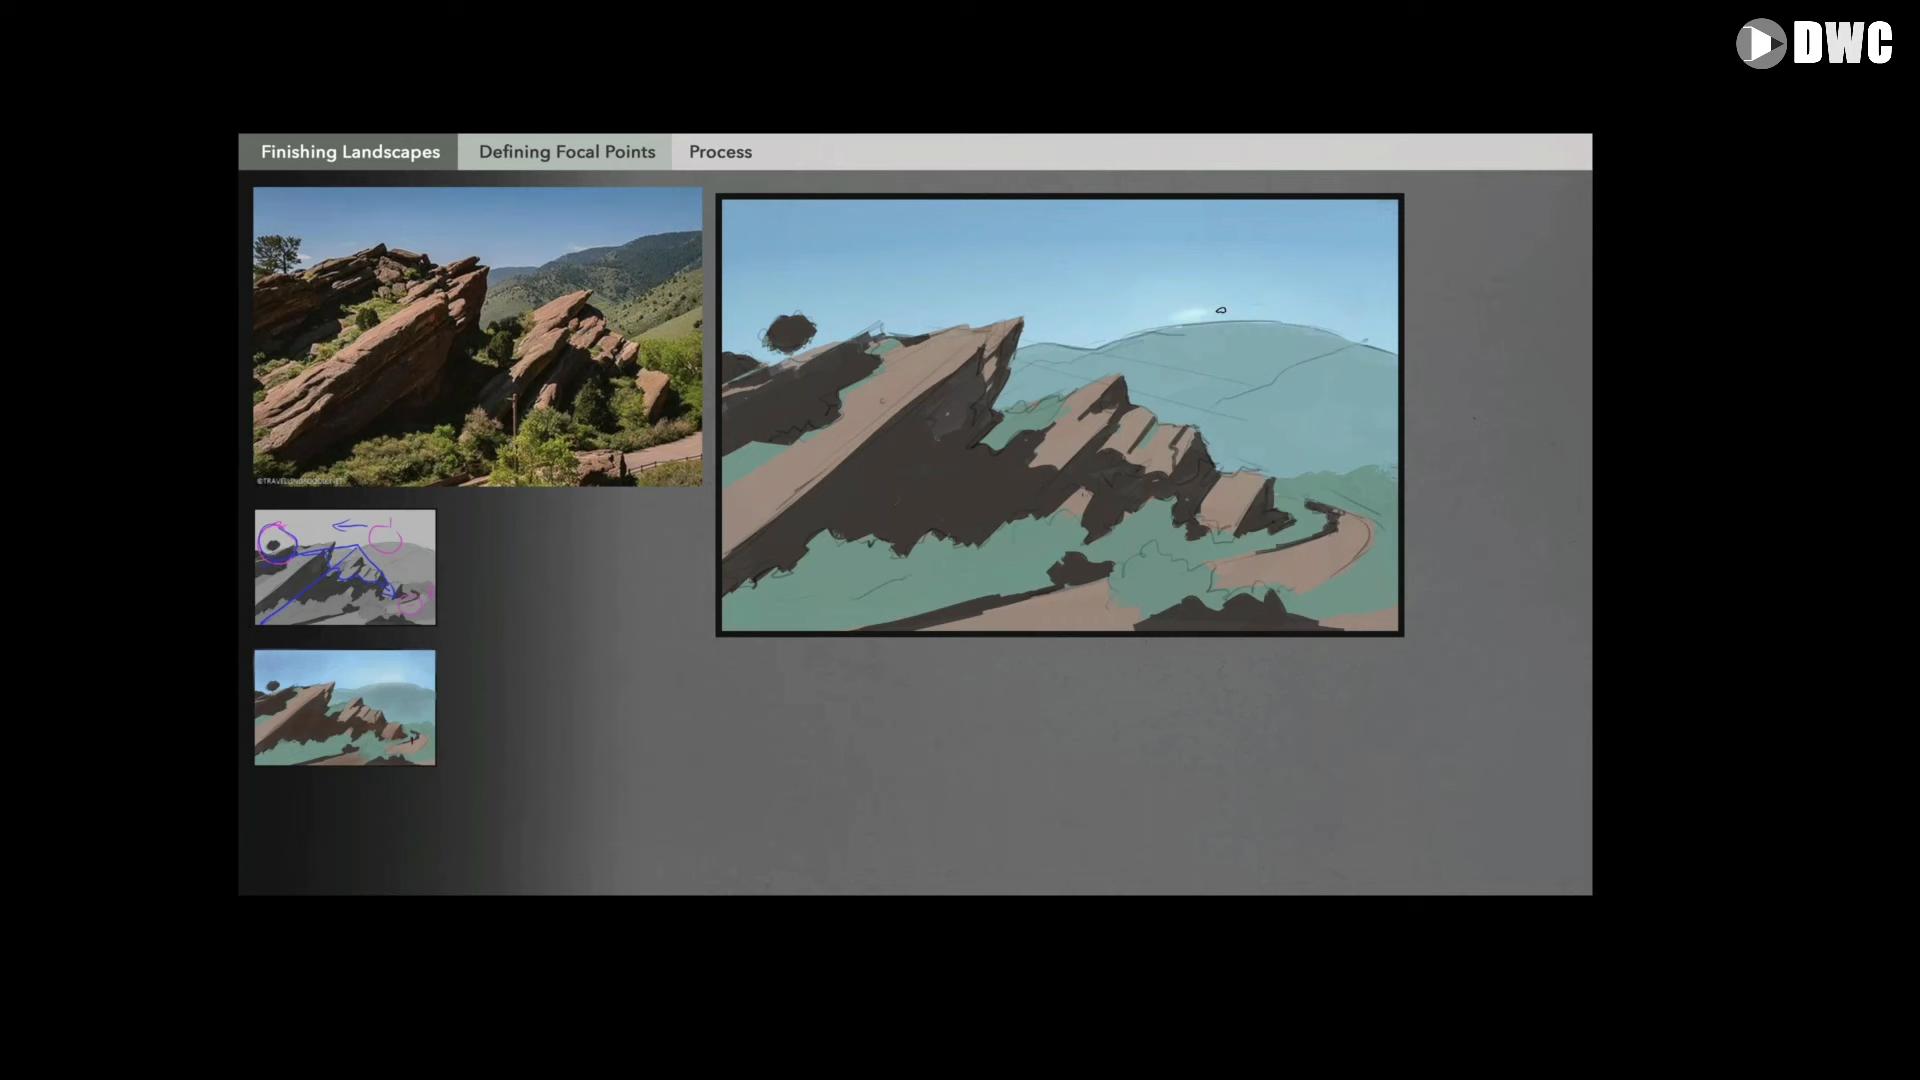 DWC
Finishing Landscapes
Defining Focal Points
Process